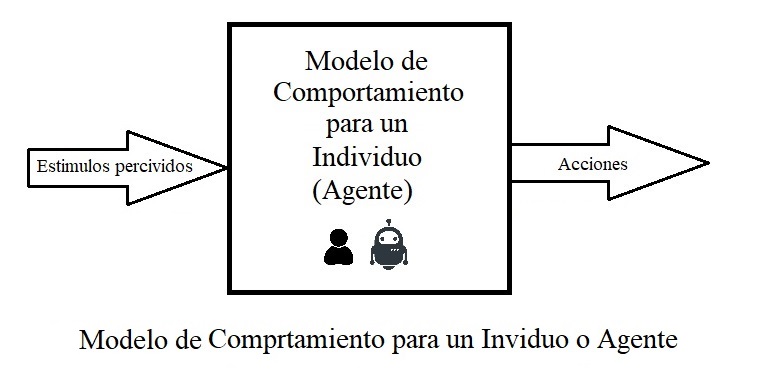 Modelo de
Comportamiento
para un
Individuo
(Agente)
Estimulos percividos
Acciones
Modelo de Comprtamiento para un Inviduo o Agente